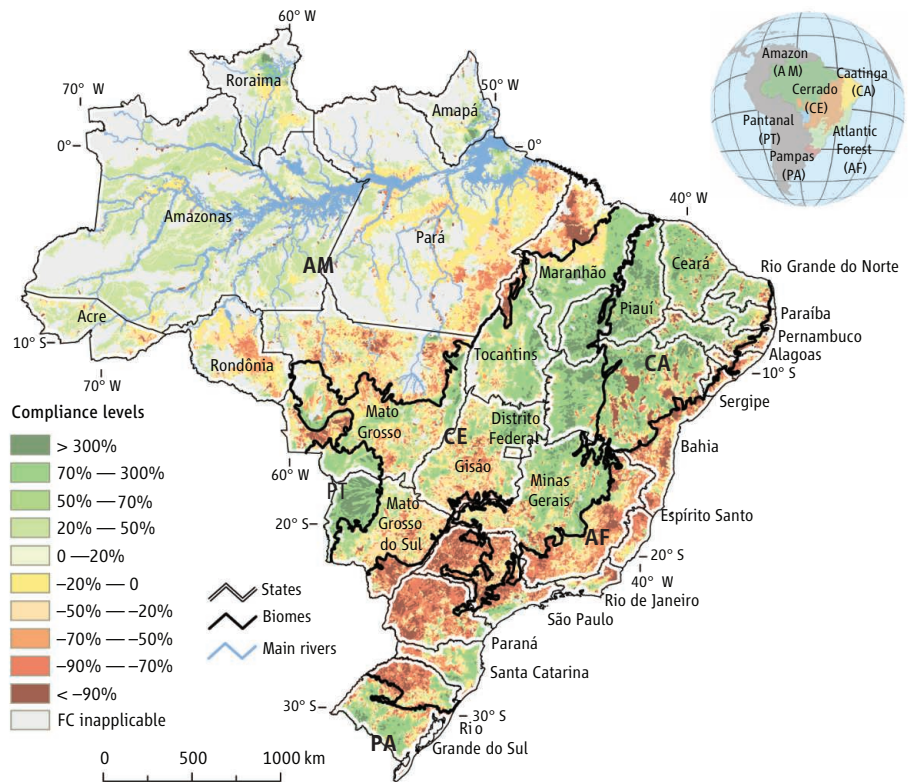 60° W
Roraima
70° W
Amapá
50° W
0°
0°
Amazonas
Pará
AM
Maranhão
40° W
Ceará
Rio Grande do Norte
Piauí
Paraíba
Pernambuco
Alagoas
10° S
Sergipe
Acre
10° S
70° W
Rondônia
Tocantins
CA
Mato
Grosso
CE
Distrito
Federal
Bahia
60° W
Gisáo
Minas
Gerais
PT
20° S
Mato
Grosso
do Sul
Espírito Santo
AF
20° S
40° W
Rio de Janeiro
São Paulo
Paraná
Santa Catarina
30° S
30° S
Rio
Grande do Sul
PA
Amazon
(AM)
Caatinga
(CA)
Cerrado
(CE)
Pantanal
(PT)
Atlantic
Forest
(AF)
Pampas
(PA)
Compliance levels
> 300%
70% — 300%
50% — 70%
20% — 50%
0 —20%
–20% — 0
–50% — –20%
–70% — –50%
–90% — –70%
< –90%
FC inapplicable
States
Biomes
Main rivers
0 500 1000 km